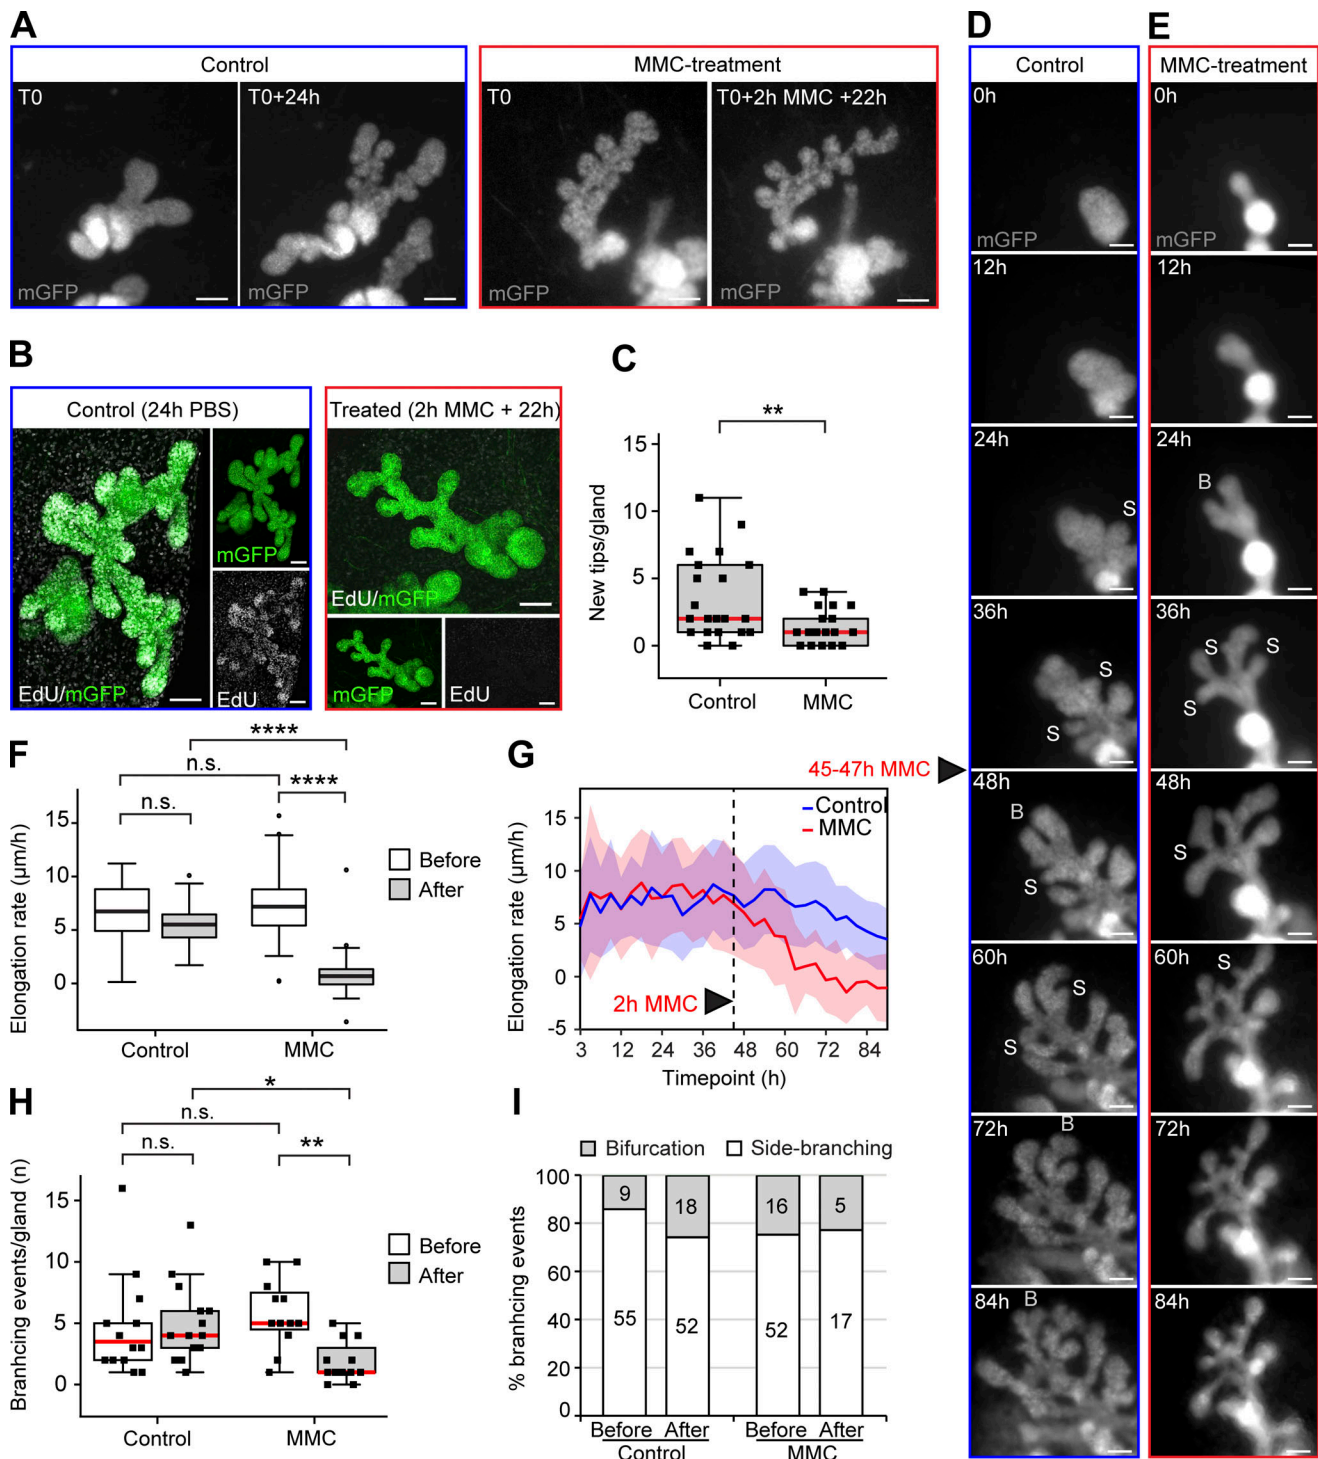 A
Control
MMC-treatment
T0
T0+24h
T0
T0+2h MMC +22h
mGFP
mGFP
mGFP
mGFP
B
Control (24h PBS)
Treated (2h MMC + 22h)
EdU/mGFP
mGFP
EdU
EdU/mGFP
mGFP
EdU
C
**
New tips/gland
15
10
5
0
Control
MMC
D
Control
0h
mGFP
12h
24h
S
36h
S
S
48h
B
S
60h
S
S
72h
B
84h
B
E
MMC-treatment
0h
mGFP
12h
24h
B
36h
S
S
S
48h
S
60h
S
72h
84h
45-47h MMC
F
****
n.s.
****
n.s.
Elongation rate (µm/h)
15
10
5
0
Before
After
Control
MMC
G
Elongation rate (µm/h)
15
10
5
0
-5
Control
MMC
2h MMC
3
12
24
36
48
60
72
84
Timepoint (h)
H
*
n.s.
**
n.s.
Branhcing events/gland (n)
15
10
5
0
Before
After
Control
MMC
I
Bifurcation
Side-branching
% branhcing events
100
80
60
40
20
0
9
18
16
5
55
52
52
17
Before
After
Before
After
Control
MMC